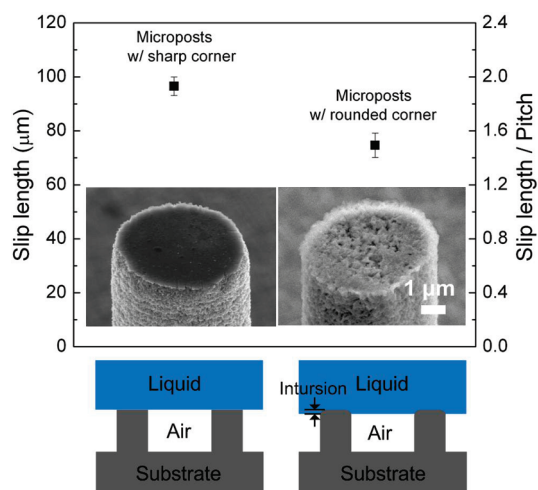 120
100
80
60
40
20
0
Slip length (μm)
Microposts
w/ sharp corner
Microposts
w/ rounded corner
1 μm
2.4
2.0
1.6
1.2
0.8
0.4
0.0
Slip length / Pitch
Liquid
Air
Substrate
Intursion
Liquid
Air
Substrate